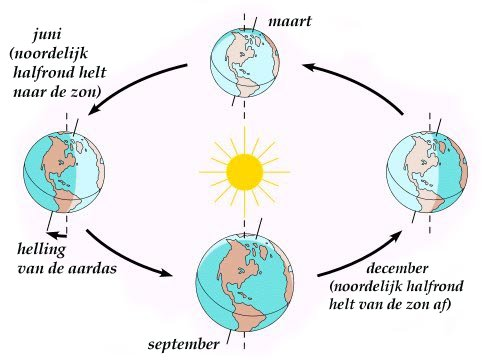 maart
juni
(noordelijk
halfrond helt
naar de zon)
helling
van de aardas
december
(noordelijk halfrond
helt van de zon af)
september